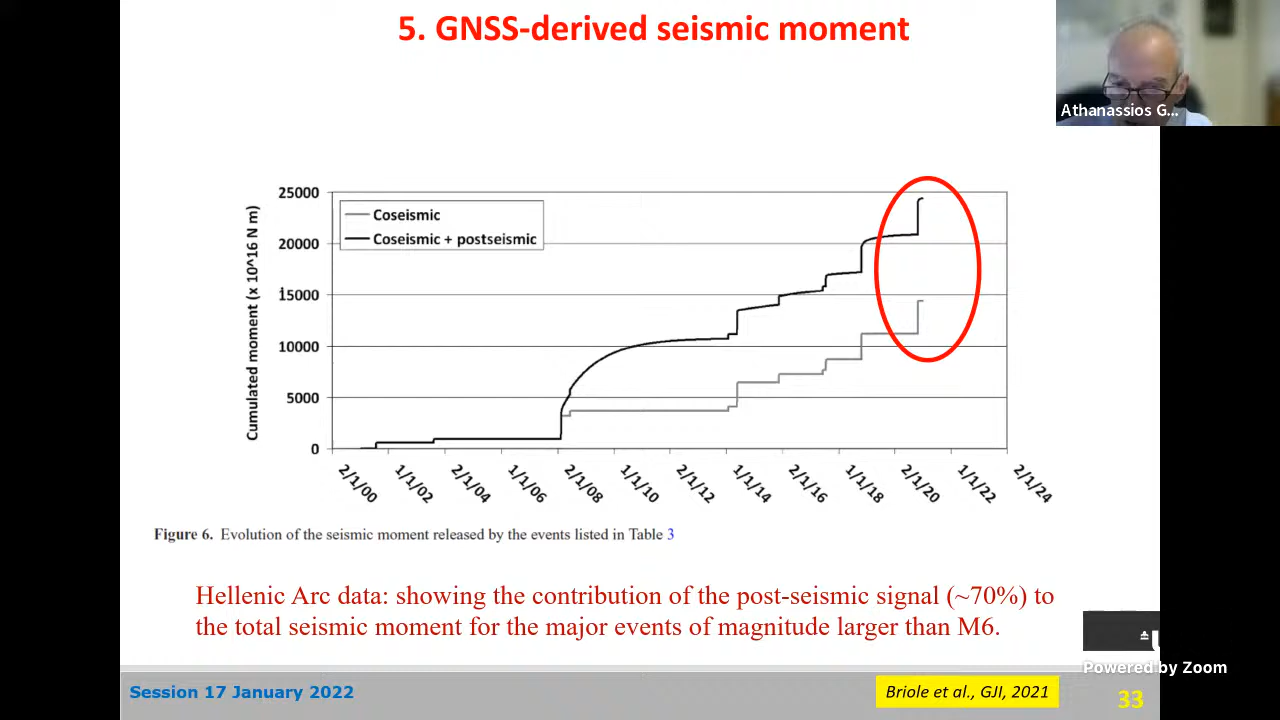 5. GNSS-derived seismic moment
Athanassios G...
25000
20000
15000
10000
5000
0
Cumulated moment (x 10^16 N m)
Coseismic
Coseismic + postseismic
2/1/00
1/1/02
2/1/04
1/1/06
2/1/08
1/1/10
2/1/12
1/1/14
2/1/16
1/1/18
2/1/20
1/1/22
2/1/24
Figure 6. Evolution of the seismic moment released by the events listed in Table 3
Hellenic Arc data: showing the contribution of the post-seismic signal (~70%) to
the total seismic moment for the major events of magnitude larger than M6.
Powered by Zoom
Session 17 January 2022
Briole et al., GJI, 2021
33